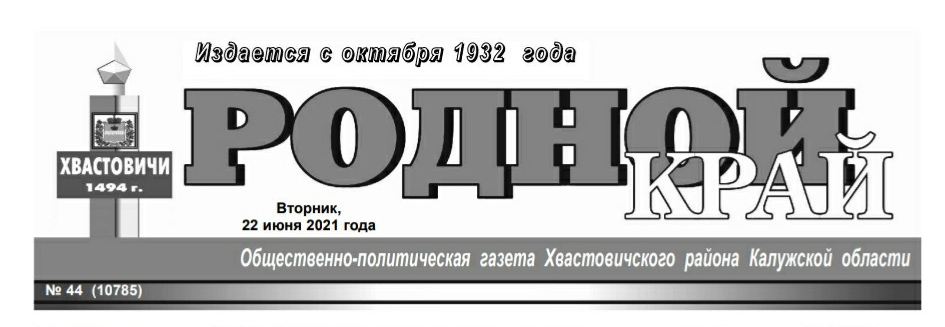 Издается с октября 1932 года
РОДНОЙ
КРАЙ
ХВАСТОВИЧИ
1494 г.
Вторник,
22 июня 2021 года
Общественно-политическая газета Хвастовичского района Калужской области
№ 44 (10785)